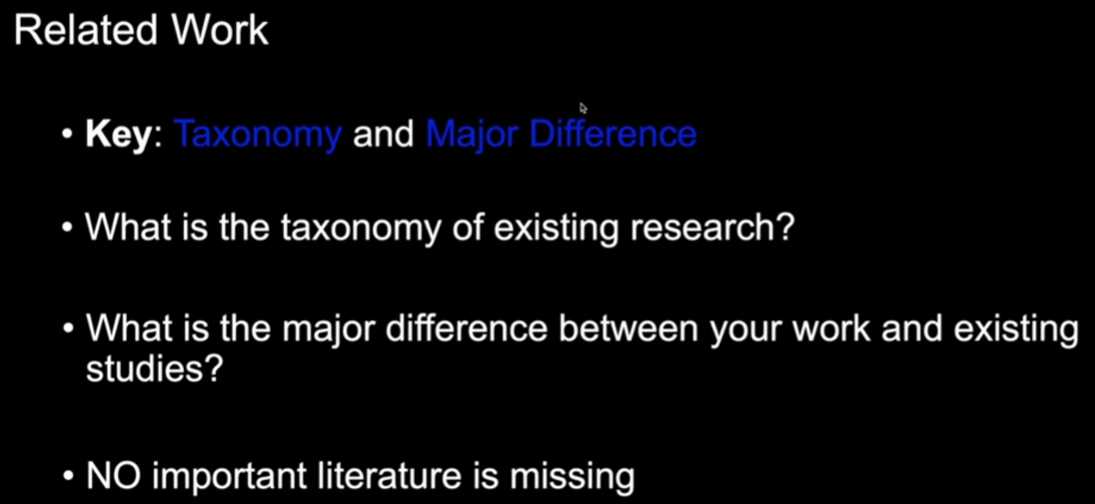 Related Work
• Key: Taxonomy and Major Difference
• What is the taxonomy of existing research?
• What is the major difference between your work and existing
studies?
• NO important literature is missing